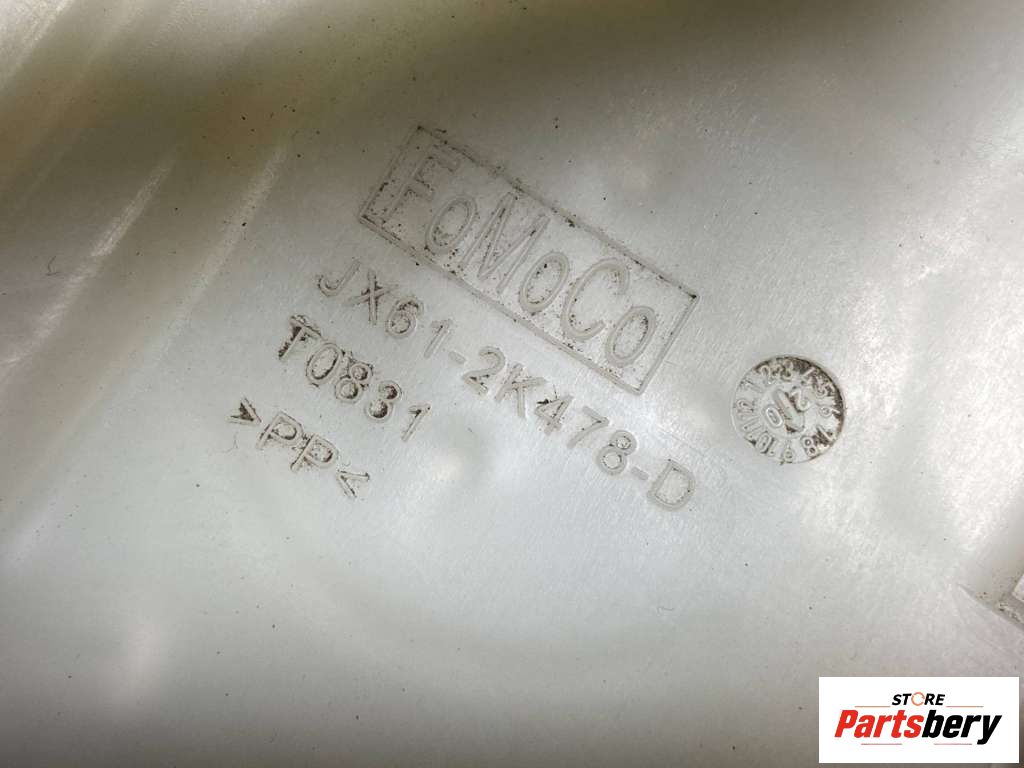 FoMoCo
JX61-2K478-D
T0831
>PP<
STORE
Partsbery